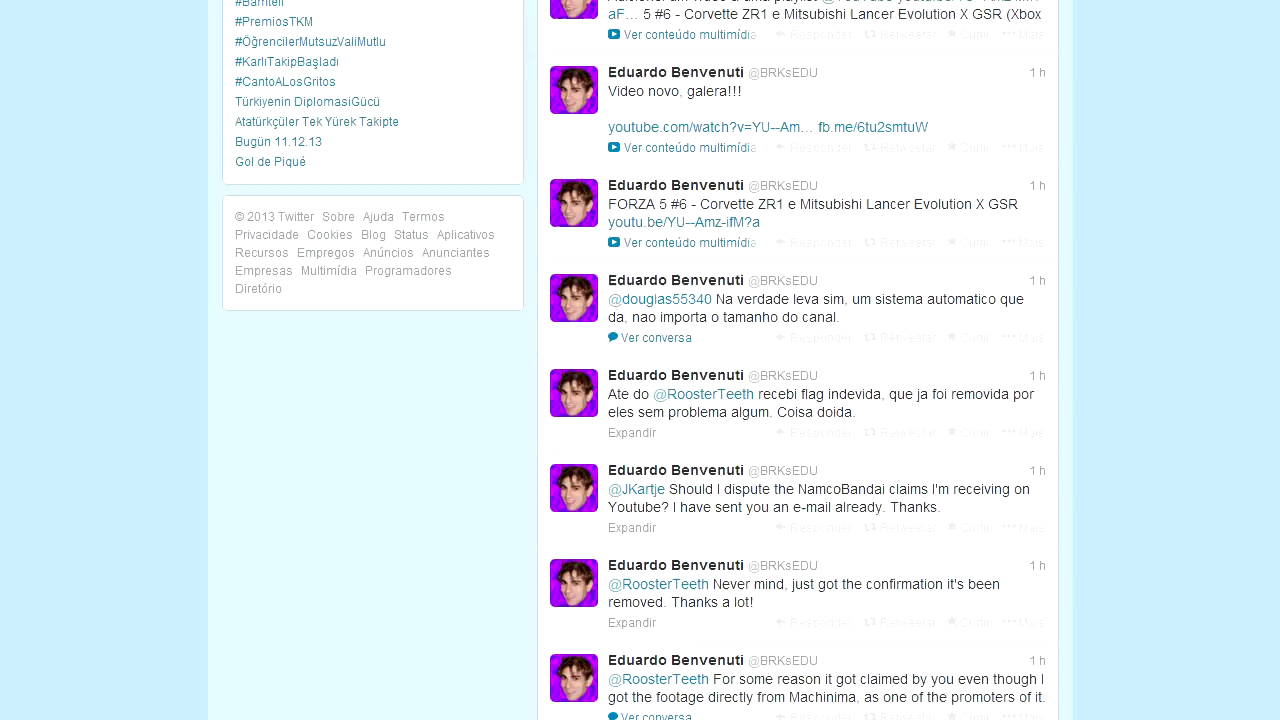 #PremiosTKM
#ÖğrencilerMutsuzValiMutlu
#KarlıTakipBaşladı
#CantoALosGritos
Türkiyenin DiplomasiGücü
Atatürkçüler Tek Yürek Takipte
Bugün 11.12.13
Gol de Piqué
© 2013 Twitter Sobre Ajuda Termos
Privacidade Cookies Blog Status Aplicativos
Recursos Empregos Anúncios Anunciantes
Empresas Multimídia Programadores
Diretório
aF... 5 #6 - Corvette ZR1 e Mitsubishi Lancer Evolution X GSR (Xbox
Ver conteúdo multimídia Responder Retweetar Curtir Mais
Eduardo Benvenuti @BRKsEDU 1 h
Video novo, galera!!!
youtube.com/watch?v=YU--Am... fb.me/6tu2smtuW
Ver conteúdo multimídia Responder Retweetar Curtir Mais
Eduardo Benvenuti @BRKsEDU 1 h
FORZA 5 #6 - Corvette ZR1 e Mitsubishi Lancer Evolution X GSR
youtu.be/YU--Amz-ifM?a
Ver conteúdo multimídia Responder Retweetar Curtir Mais
Eduardo Benvenuti @BRKsEDU 1 h
@douglas55340 Na verdade leva sim, um sistema automatico que
da, nao importa o tamanho do canal.
Ver conversa Responder Retweetar Curtir Mais
Eduardo Benvenuti @BRKsEDU 1 h
Ate do @RoosterTeeth recebi flag indevida, que ja foi removida por
eles sem problema algum. Coisa doida.
Expandir Responder Retweetar Curtir Mais
Eduardo Benvenuti @BRKsEDU 1 h
@JKartje Should I dispute the NamcoBandai claims I'm receiving on
Youtube? I have sent you an e-mail already. Thanks.
Expandir Responder Retweetar Curtir Mais
Eduardo Benvenuti @BRKsEDU 1 h
@RoosterTeeth Never mind, just got the confirmation it's been
removed. Thanks a lot!
Expandir Responder Retweetar Curtir Mais
Eduardo Benvenuti @BRKsEDU 1 h
@RoosterTeeth For some reason it got claimed by you even though I
got the footage directly from Machinima, as one of the promoters of it.
Ver conversa